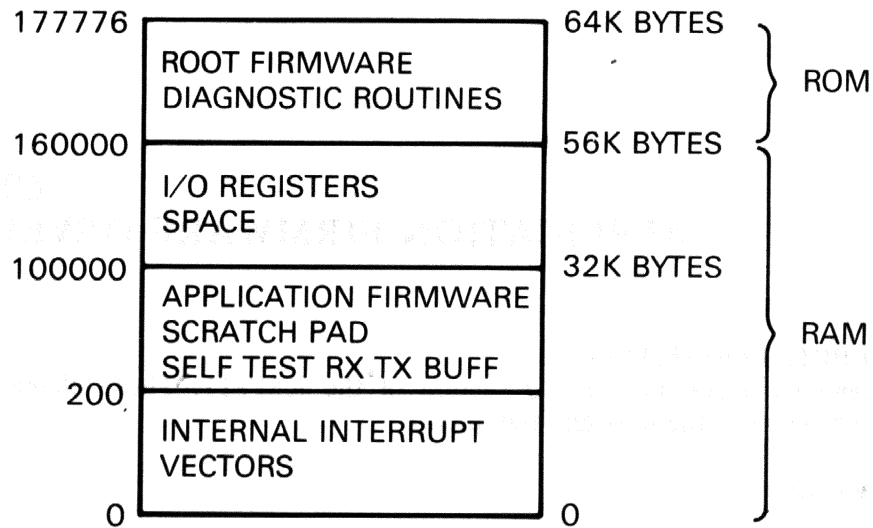 177776 64K BYTES
ROOT FIRMWARE
DIAGNOSTIC ROUTINES
ROM
160000 56K BYTES
I/O REGISTERS
SPACE
100000 32K BYTES
APPLICATION FIRMWARE
SCRATCH PAD
SELF TEST RX TX BUFF
RAM
200
INTERNAL INTERRUPT
VECTORS
0 0